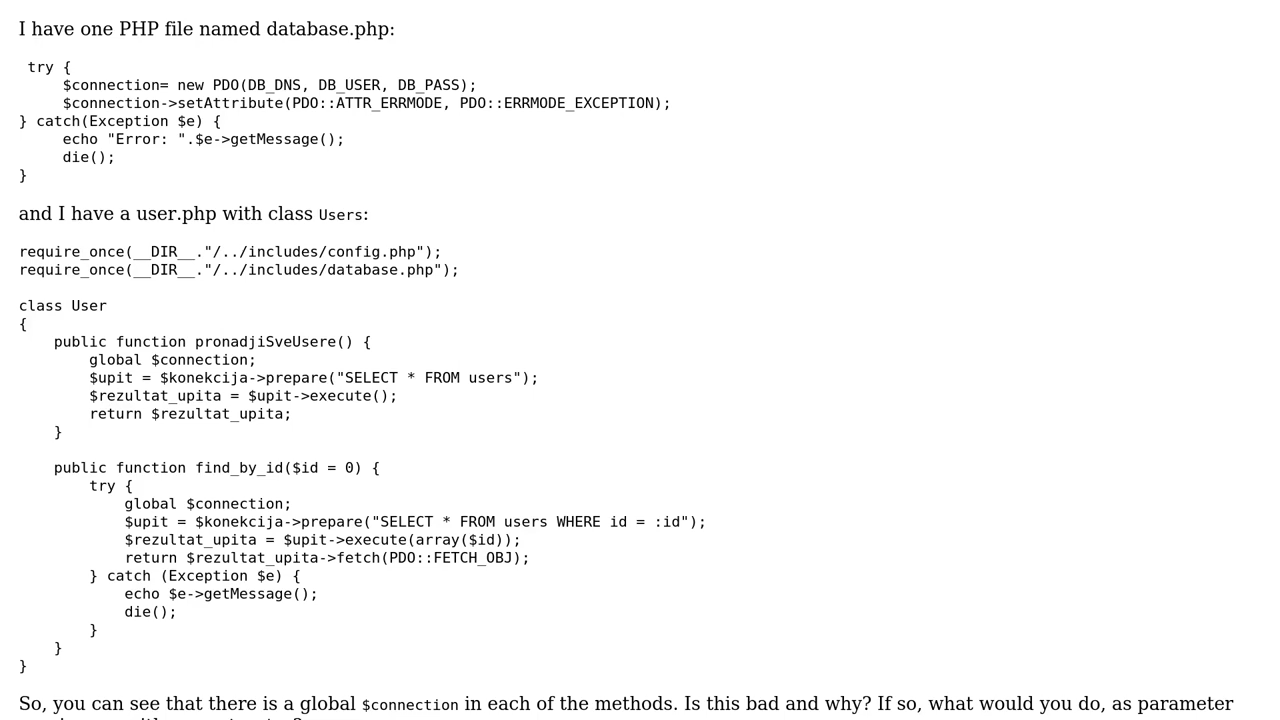 I have one PHP file named database.php:
try {
$connection= new PDO(DB_DNS, DB_USER, DB_PASS);
$connection->setAttribute(PDO::ATTR_ERRMODE, PDO::ERRMODE_EXCEPTION);
} catch(Exception $e) {
echo "Error: ".$e->getMessage();
die();
}
and I have a user.php with class Users:
require_once(__DIR__."/../includes/config.php");
require_once(__DIR__."/../includes/database.php");
class User
{
public function pronadjiSveUsere() {
global $connection;
$upit = $konekcija->prepare("SELECT * FROM users");
$rezultat_upita = $upit->execute();
return $rezultat_upita;
}
public function find_by_id($id = 0) {
try {
global $connection;
$upit = $konekcija->prepare("SELECT * FROM users WHERE id = :id");
$rezultat_upita = $upit->execute(array($id));
return $rezultat_upita->fetch(PDO::FETCH_OBJ);
} catch (Exception $e) {
echo $e->getMessage();
die();
}
}
}
So, you can see that there is a global $connection in each of the methods. Is this bad and why? If so, what would you do, as parameter